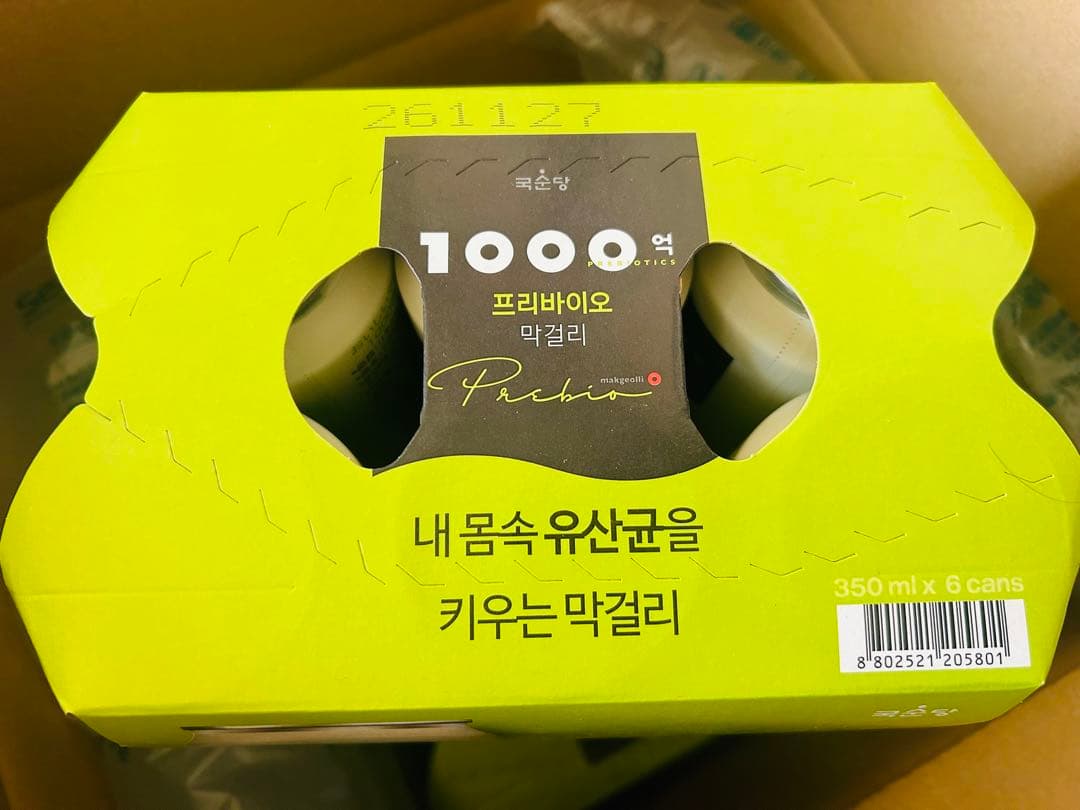 261127
국순당
1000억
PREBIOTICS
프리바이오
막걸리
makgeolli
Prebio
내 몸속 유산균을
키우는 막걸리
350 ml x 6 cans
8 802521 205801
국순당